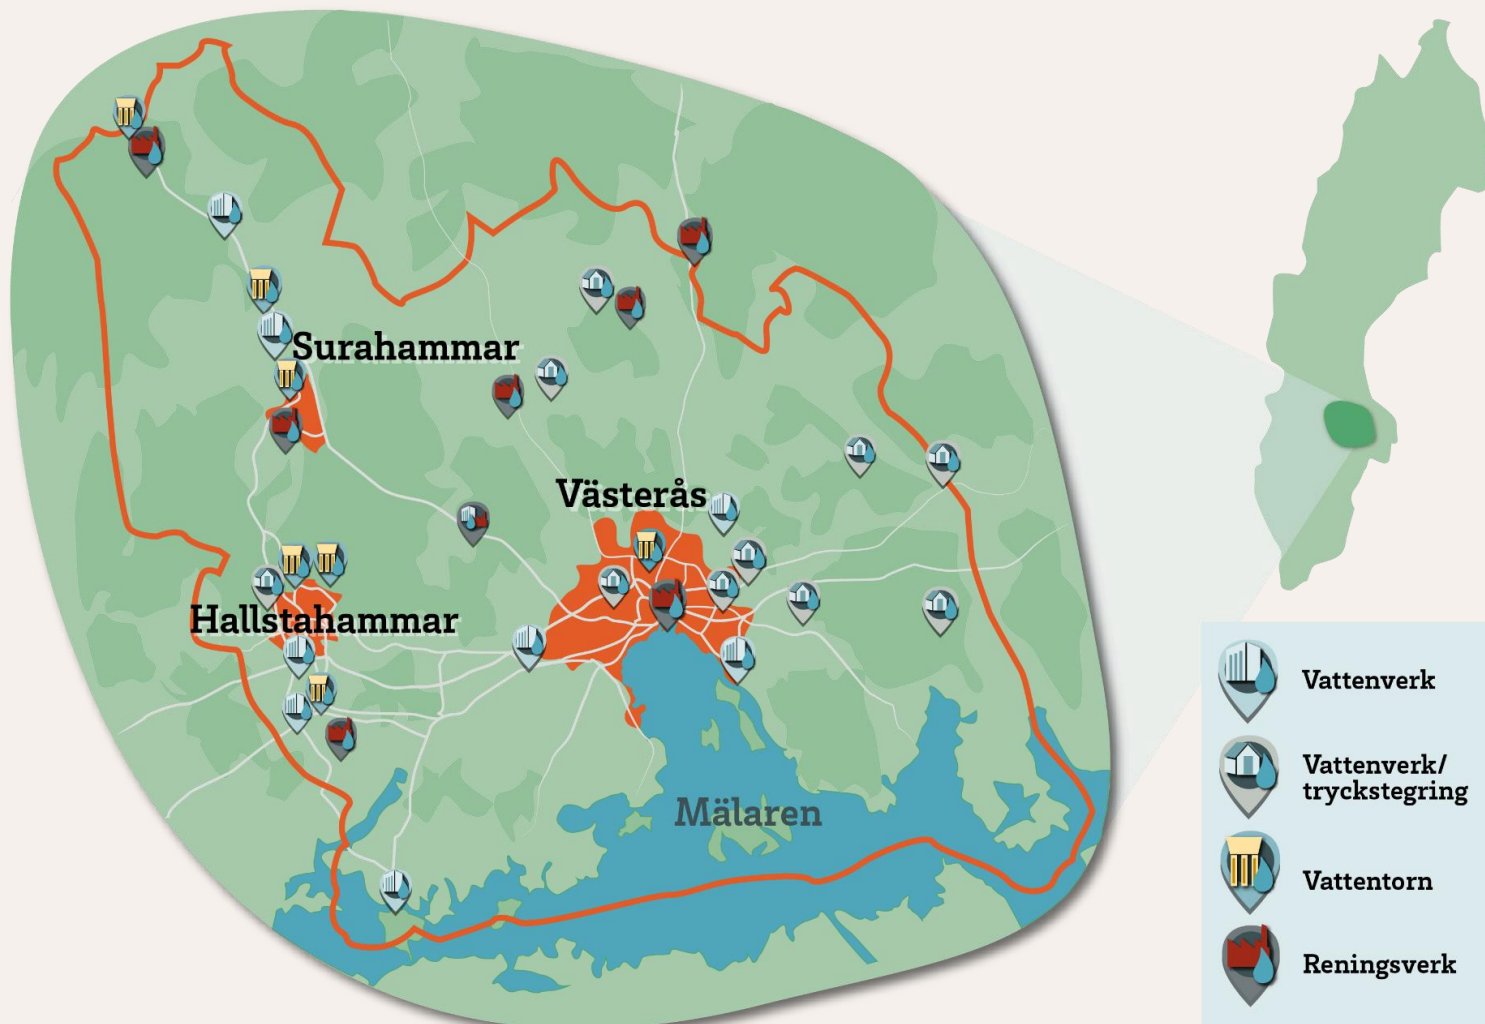 Surahammar
Västerås
Hallstahammar
Mälaren
Vattenverk
Vattenverk/
tryckstegring
Vattentorn
Reningsverk